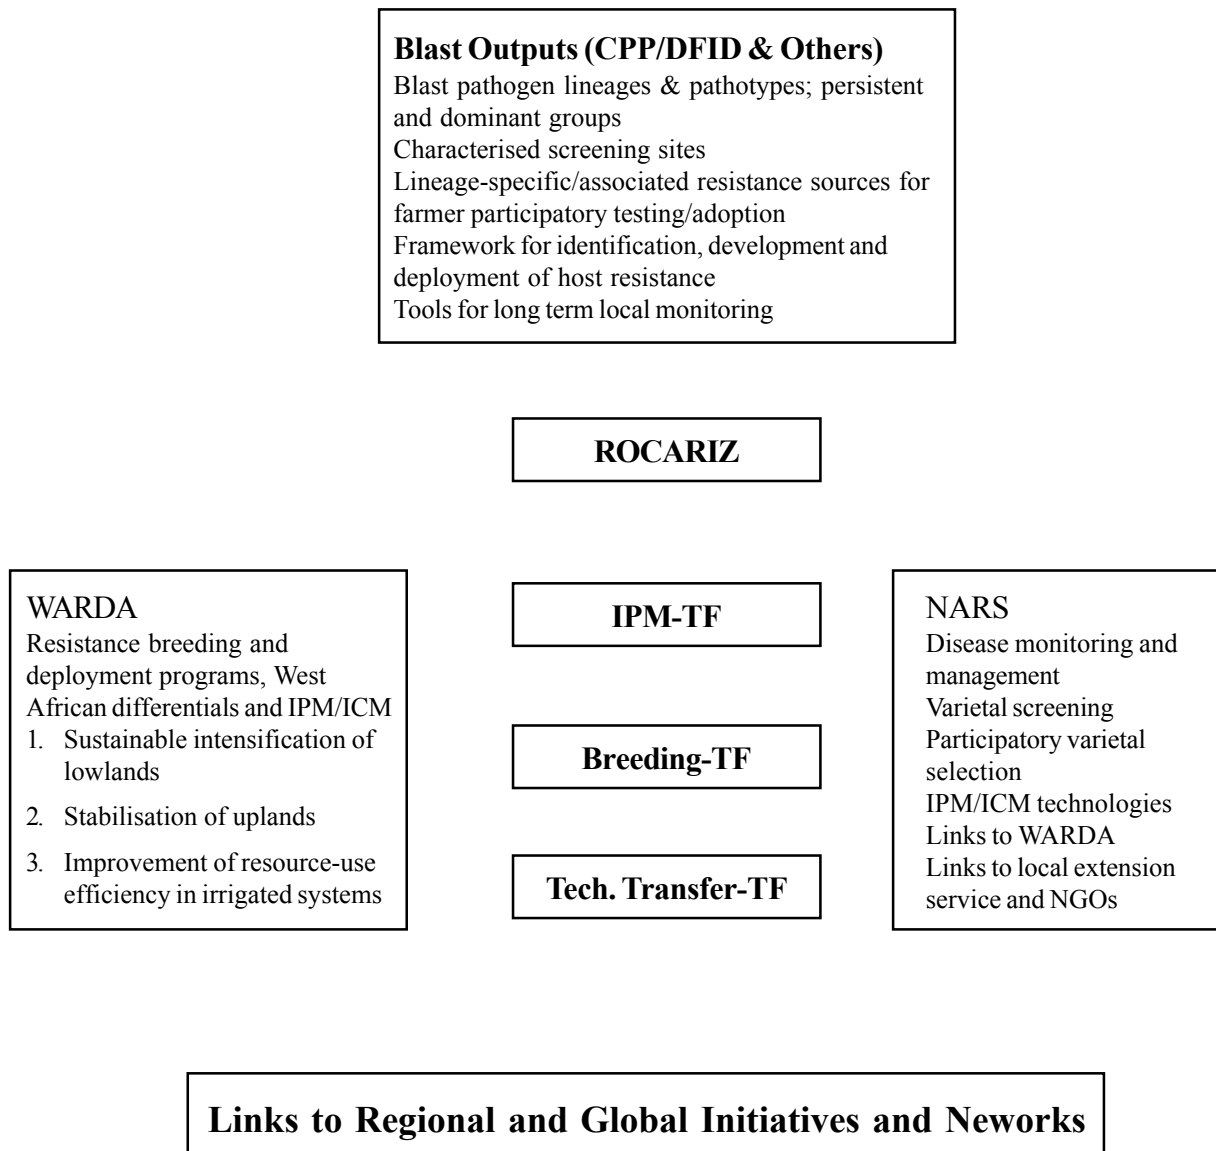 Blast Outputs (CPP/DFID & Others)
Blast pathogen lineages & pathotypes; persistent
and dominant groups
Characterised screening sites
Lineage-specific/associated resistance sources for
farmer participatory testing/adoption
Framework for identification, development and
deployment of host resistance
Tools for long term local monitoring
ROCARIZ
WARDA
Resistance breeding and
deployment programs, West
African differentials and IPM/ICM
1. Sustainable intensification of
lowlands
2. Stabilisation of uplands
3. Improvement of resource-use
efficiency in irrigated systems
IPM-TF
Breeding-TF
Tech. Transfer-TF
NARS
Disease monitoring and
management
Varietal screening
Participatory varietal
selection
IPM/ICM technologies
Links to WARDA
Links to local extension
service and NGOs
Links to Regional and Global Initiatives and Neworks